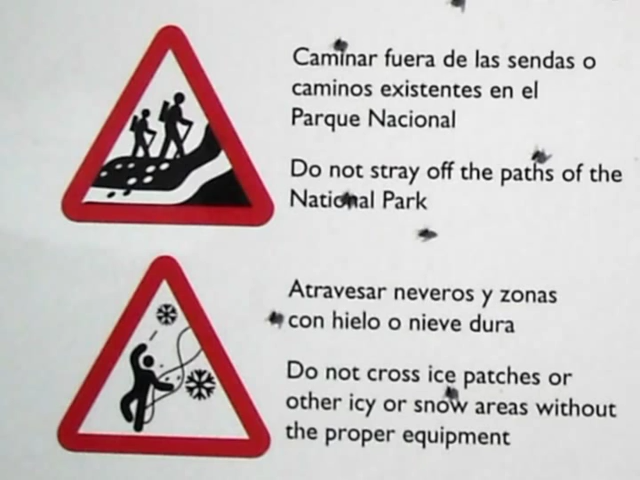 Caminar fuera de las sendas o
caminos existentes en el
Parque Nacional
Do not stray off the paths of the
National Park
Atravesar neveros y zonas
con hielo o nieve dura
Do not cross ice patches or
other icy or snow areas without
the proper equipment